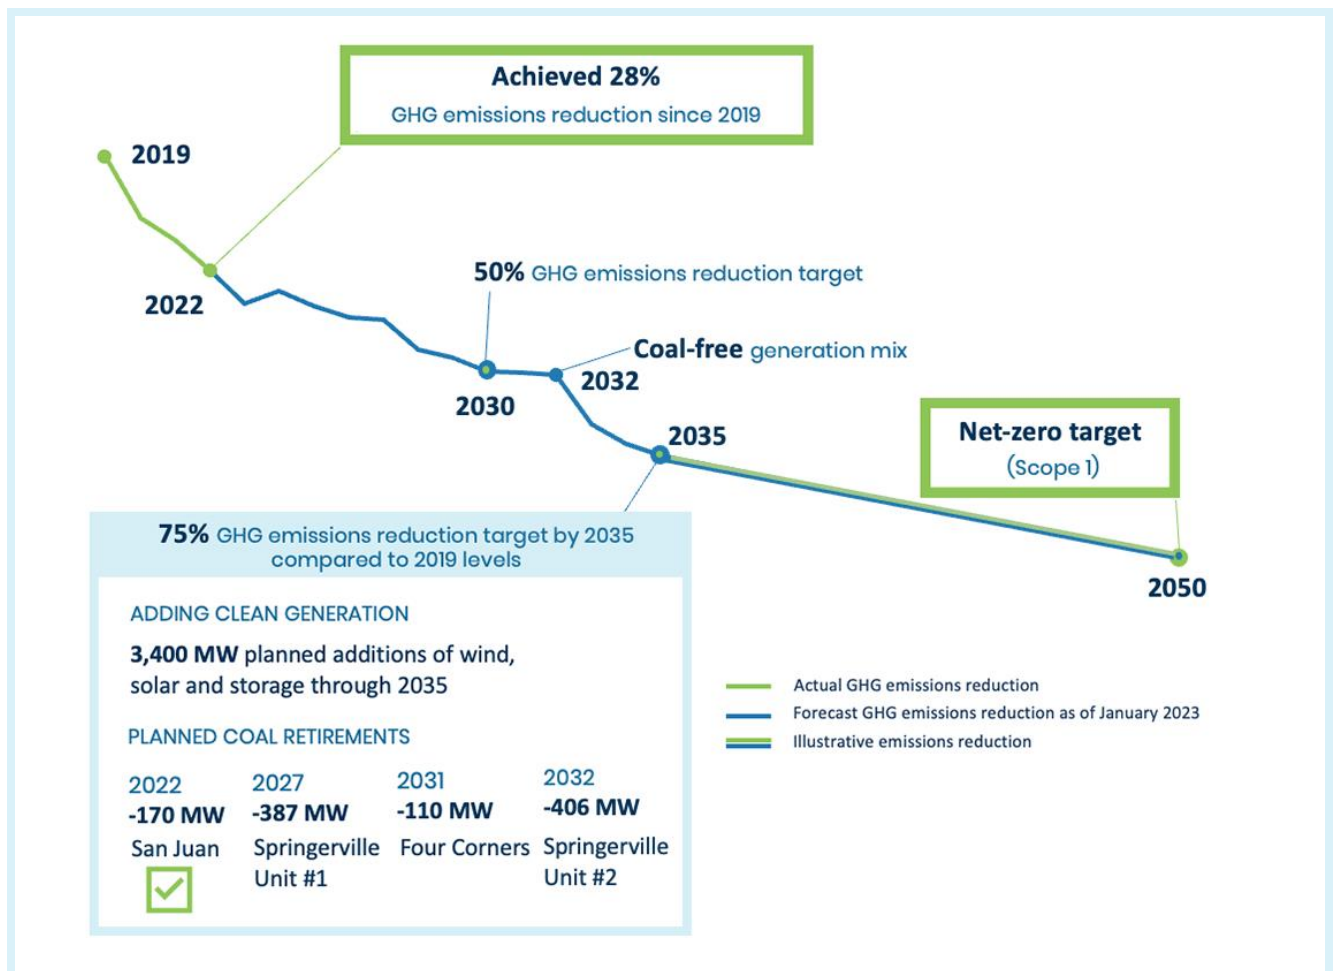 Achieved 28%
GHG emissions reduction since 2019
2019
2022
50% GHG emissions reduction target
Coal-free generation mix
2032
2030
2035
Net-zero target
(Scope 1)
2050
75% GHG emissions reduction target by 2035
compared to 2019 levels
ADDING CLEAN GENERATION
3,400 MW planned additions of wind,
solar and storage through 2035
PLANNED COAL RETIREMENTS
2022
-170 MW
San Juan
2027
-387 MW
Springerville
Unit #1
2031
-110 MW
Four Corners
2032
-406 MW
Springerville
Unit #2
Actual GHG emissions reduction
Forecast GHG emissions reduction as of January 2023
Illustrative emissions reduction